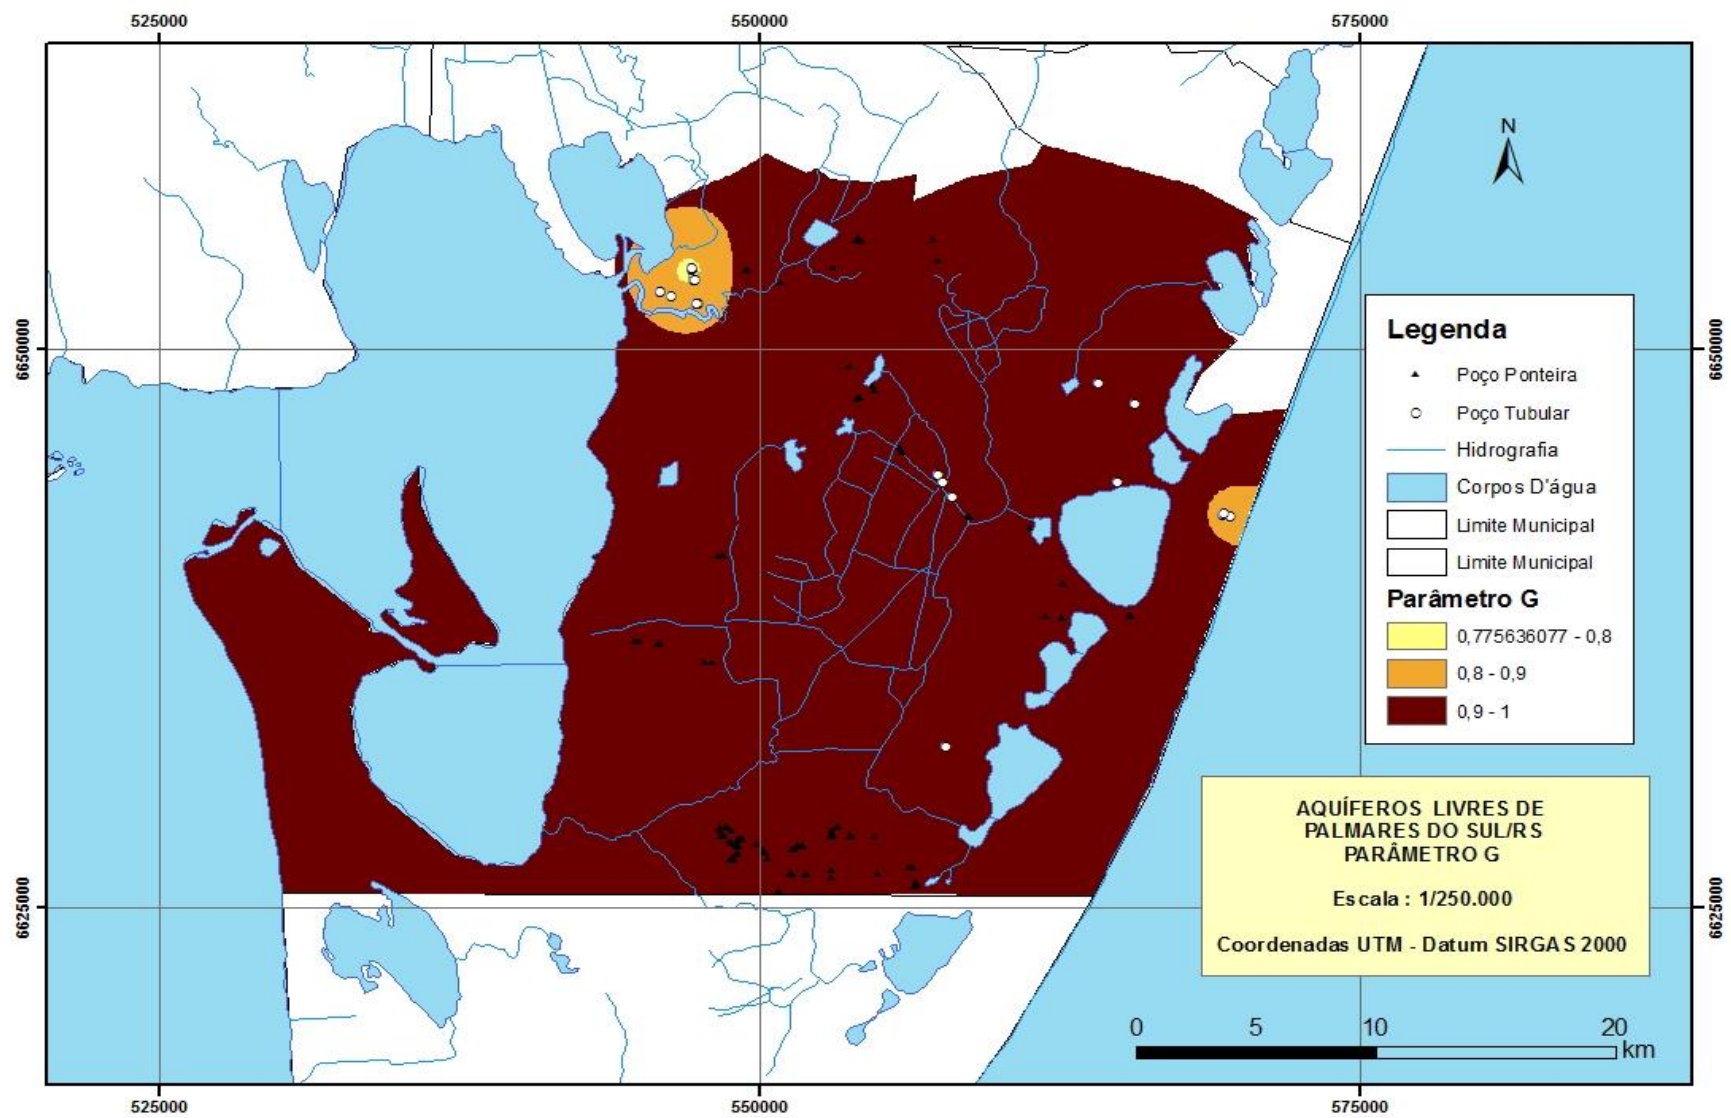 525000
550000
575000
N
6650000
6650000
Legenda
Poço Ponteira
Poço Tubular
Hidrografia
Corpos D'água
Limite Municipal
Limite Municipal
Parâmetro G
0,775636077 - 0,8
0,8 - 0,9
0,9 - 1
AQUÍFEROS LIVRES DE
PALMARES DO SUL/RS
PARÂMETRO G
Escala : 1/250.000
Coordenadas UTM - Datum SIRGAS 2000
6625000
6625000
0 5 10 20
km
525000
550000
575000